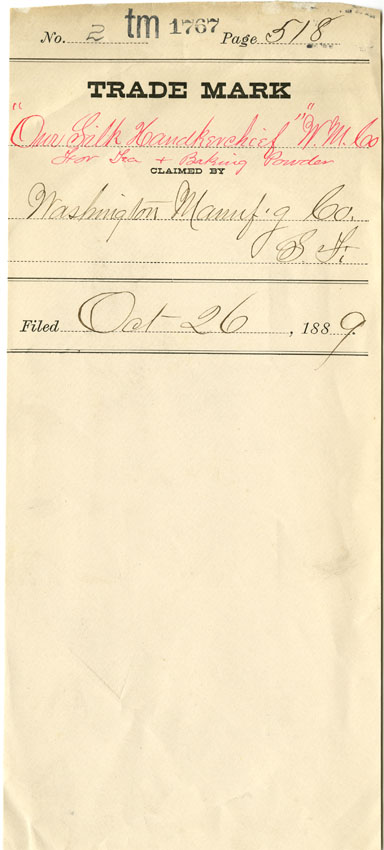 No. 2 tm 1767 Page 518
TRADE MARK
"Our Silk Handkerchief" "W. M. Co
For Tea + Baking Powder
CLAIMED BY
Washington Manuf'g Co.
S. F.
Filed Oct 26, 1889.